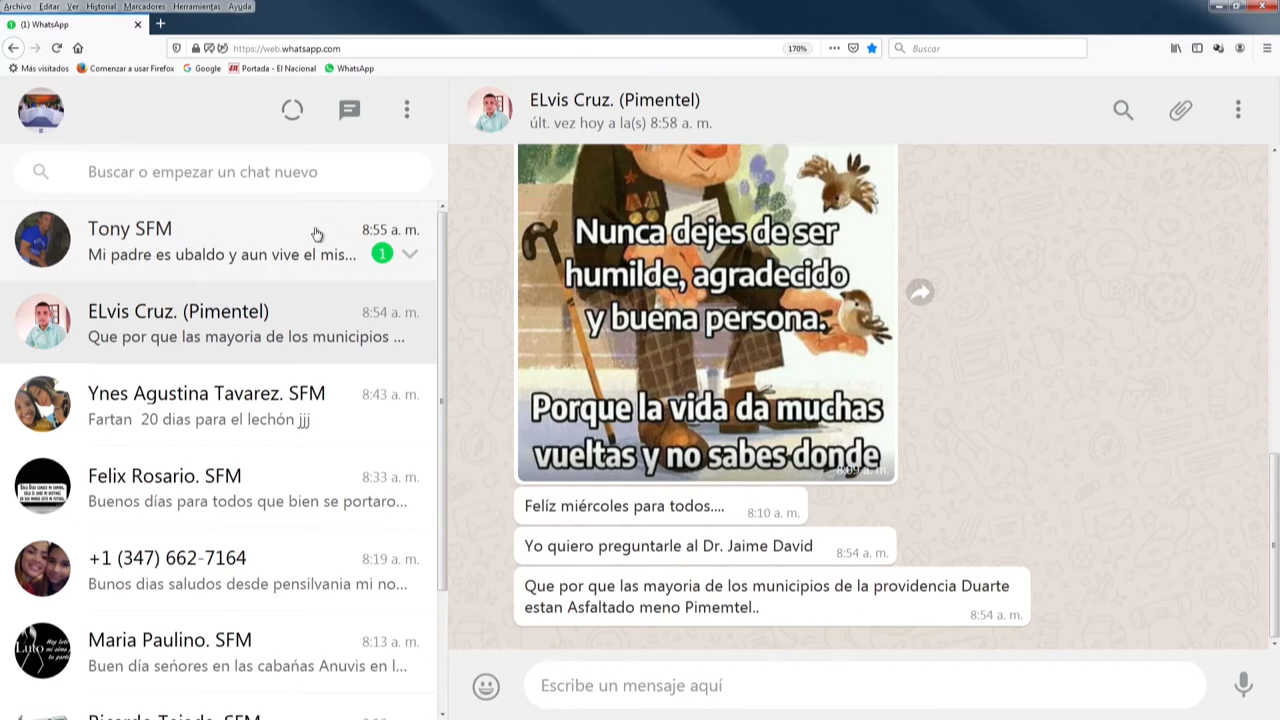 Archivo Editar Ver Historial Marcadores Herramientas Ayuda
(1) WhatsApp
https://web.whatsapp.com
170%
Buscar
Más visitados Comenzar a usar Firefox Google Portada - El Nacional WhatsApp
Buscar o empezar un chat nuevo
Tony SFM 8:55 a. m.
Mi padre es ubaldo y aun vive el mis... 1
ELvis Cruz. (Pimentel) 8:54 a. m.
Que por que las mayoria de los municipios ...
Ynes Agustina Tavarez. SFM 8:43 a. m.
Fartan 20 dias para el lechón jjj
Felix Rosario. SFM 8:33 a. m.
Buenos días para todos que bien se portaro...
+1 (347) 662-7164 8:19 a. m.
Bunos dias saludos desde pensilvania mi no...
Luto
Maria Paulino. SFM 8:13 a. m.
Buen día señores en las cabañas Anuvis en l...
ELvis Cruz. (Pimentel)
últ. vez hoy a la(s) 8:58 a. m.
Nunca dejes de ser
humilde, agradecido
y buena persona.
Porque la vida da muchas
vueltas y no sabes donde
8:09 a. m.
Felíz miércoles para todos.... 8:10 a. m.
Yo quiero preguntarle al Dr. Jaime David 8:54 a. m.
Que por que las mayoria de los municipios de la providencia Duarte
estan Asfaltado meno Pimemtel.. 8:54 a. m.
Escribe un mensaje aquí